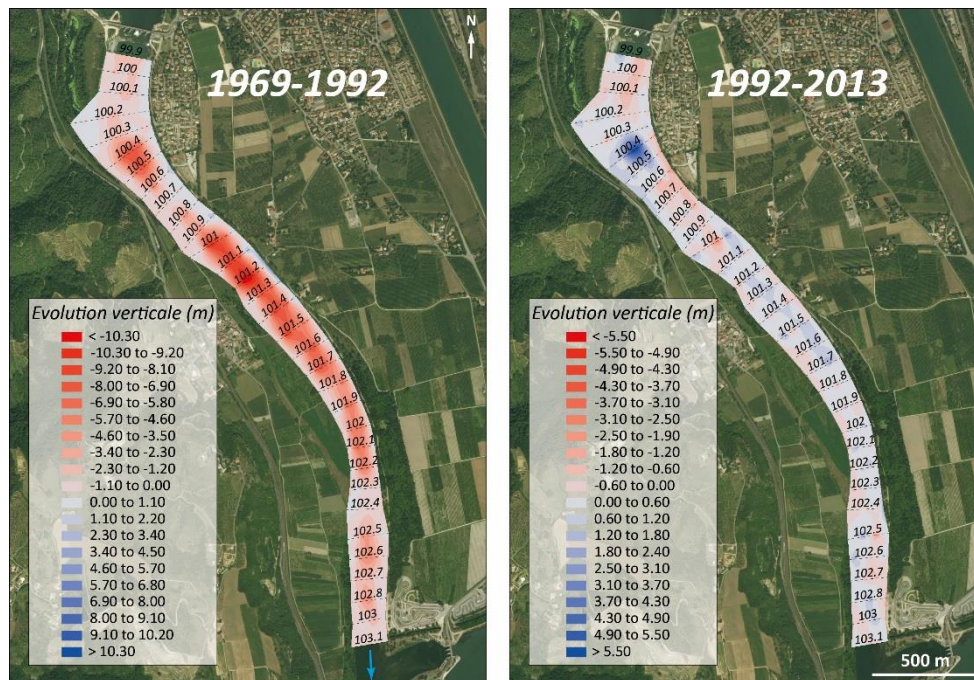 1969-1992
N
99.9
100
100.1
100.2
100.3
100.4
100.5
100.6
100.7
100.8
100.9
101
101.1
101.2
101.3
101.4
101.5
101.6
101.7
101.8
101.9
102
102.1
102.2
102.3
102.4
102.5
102.6
102.7
102.8
103
103.1
Evolution verticale (m)
< -10.30
-10.30 to -9.20
-9.20 to -8.10
-8.00 to -6.90
-6.90 to -5.80
-5.70 to -4.60
-4.60 to -3.50
-3.40 to -2.30
-2.30 to -1.20
-1.10 to 0.00
0.00 to 1.10
1.10 to 2.20
2.30 to 3.40
3.40 to 4.50
4.60 to 5.70
5.70 to 6.80
6.90 to 8.00
8.00 to 9.10
9.10 to 10.20
> 10.30
1992-2013
99.9
100
100.1
100.2
100.3
100.4
100.5
100.6
100.7
100.8
100.9
101
101.1
101.2
101.3
101.4
101.5
101.6
101.7
101.8
101.9
102
102.1
102.2
102.3
102.4
102.5
102.6
102.7
102.8
103
103.1
Evolution verticale (m)
< -5.50
-5.50 to -4.90
-4.90 to -4.30
-4.30 to -3.70
-3.70 to -3.10
-3.10 to -2.50
-2.50 to -1.90
-1.80 to -1.20
-1.20 to -0.60
-0.60 to 0.00
0.00 to 0.60
0.60 to 1.20
1.20 to 1.80
1.80 to 2.40
2.50 to 3.10
3.10 to 3.70
3.70 to 4.30
4.30 to 4.90
4.90 to 5.50
> 5.50
500 m